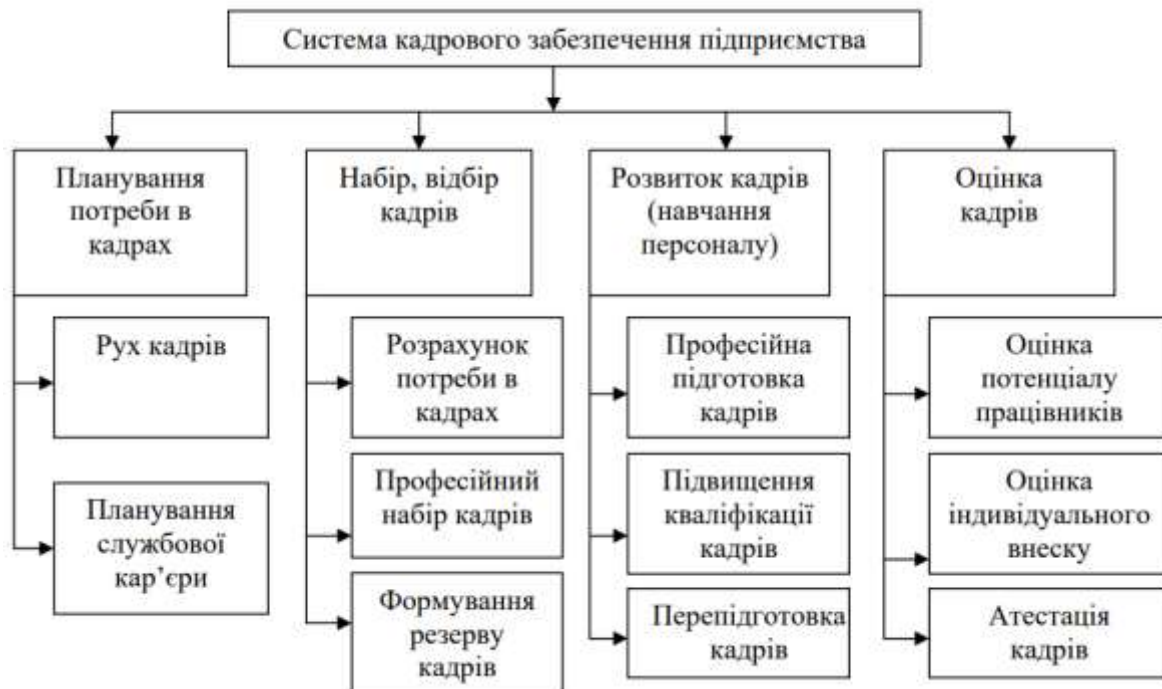 Система кадрового забезпечення підприємства
Планування
потреби в
кадрах
Набір, відбір
кадрів
Розвиток кадрів
(навчання
персоналу)
Оцінка
кадрів
Рух кадрів
Розрахунок
потреби в
кадрах
Професійна
підготовка
кадрів
Оцінка
потенціалу
працівників
Планування
службової
кар’єри
Професійний
набір кадрів
Підвищення
кваліфікації
кадрів
Оцінка
індивідуального
внеску
Формування
резерву
кадрів
Перепідготовка
кадрів
Атестація
кадрів